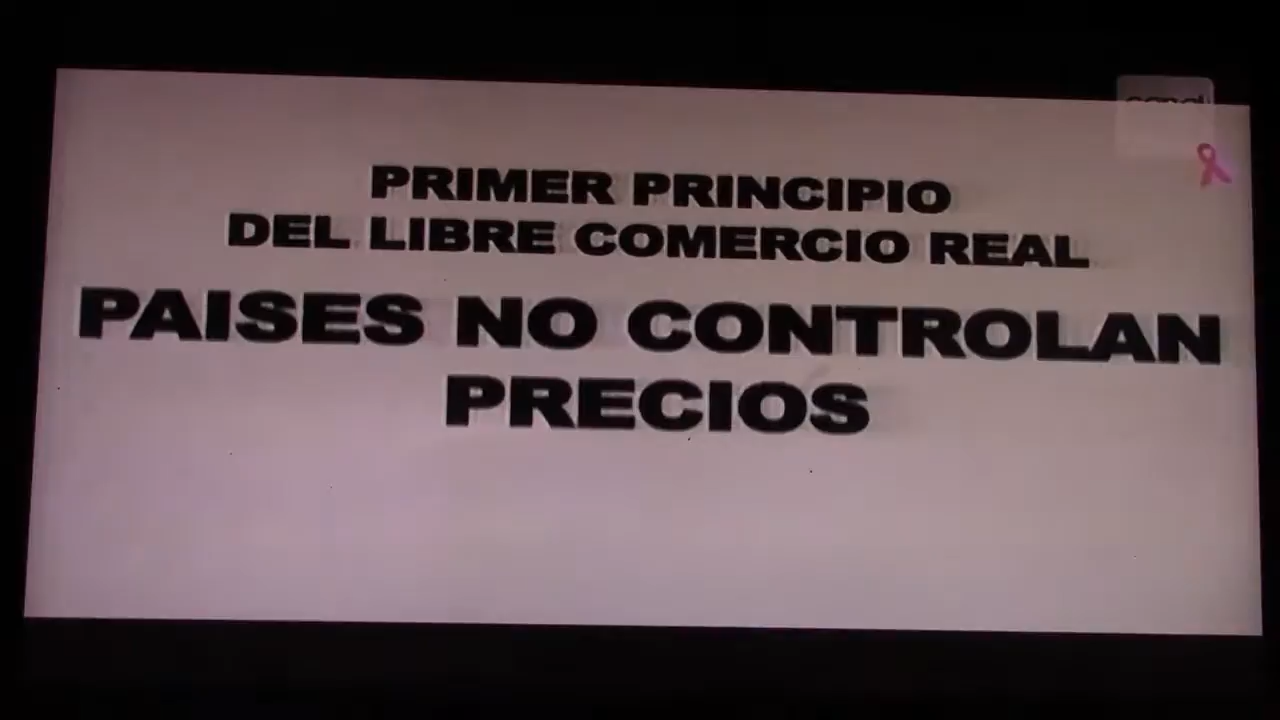 PRIMER PRINCIPIO
DEL LIBRE COMERCIO REAL
PAISES NO CONTROLAN
PRECIOS